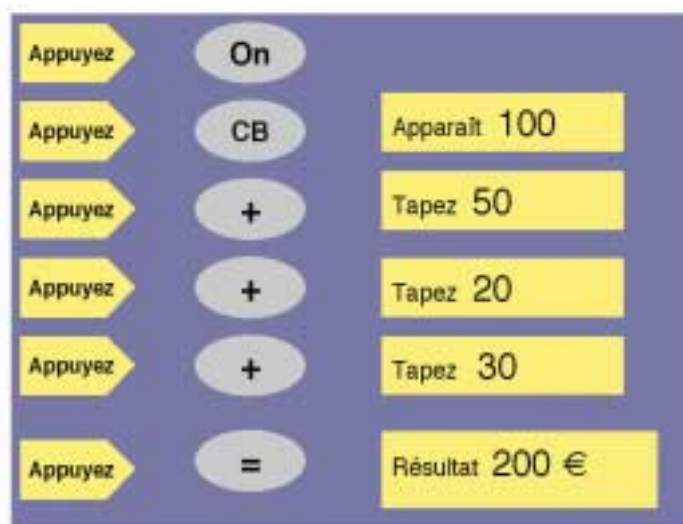 Appuyez On
Appuyez CB Apparaît 100
Appuyez + Tapez 50
Appuyez + Tapez 20
Appuyez + Tapez 30
Appuyez = Résultat 200 €